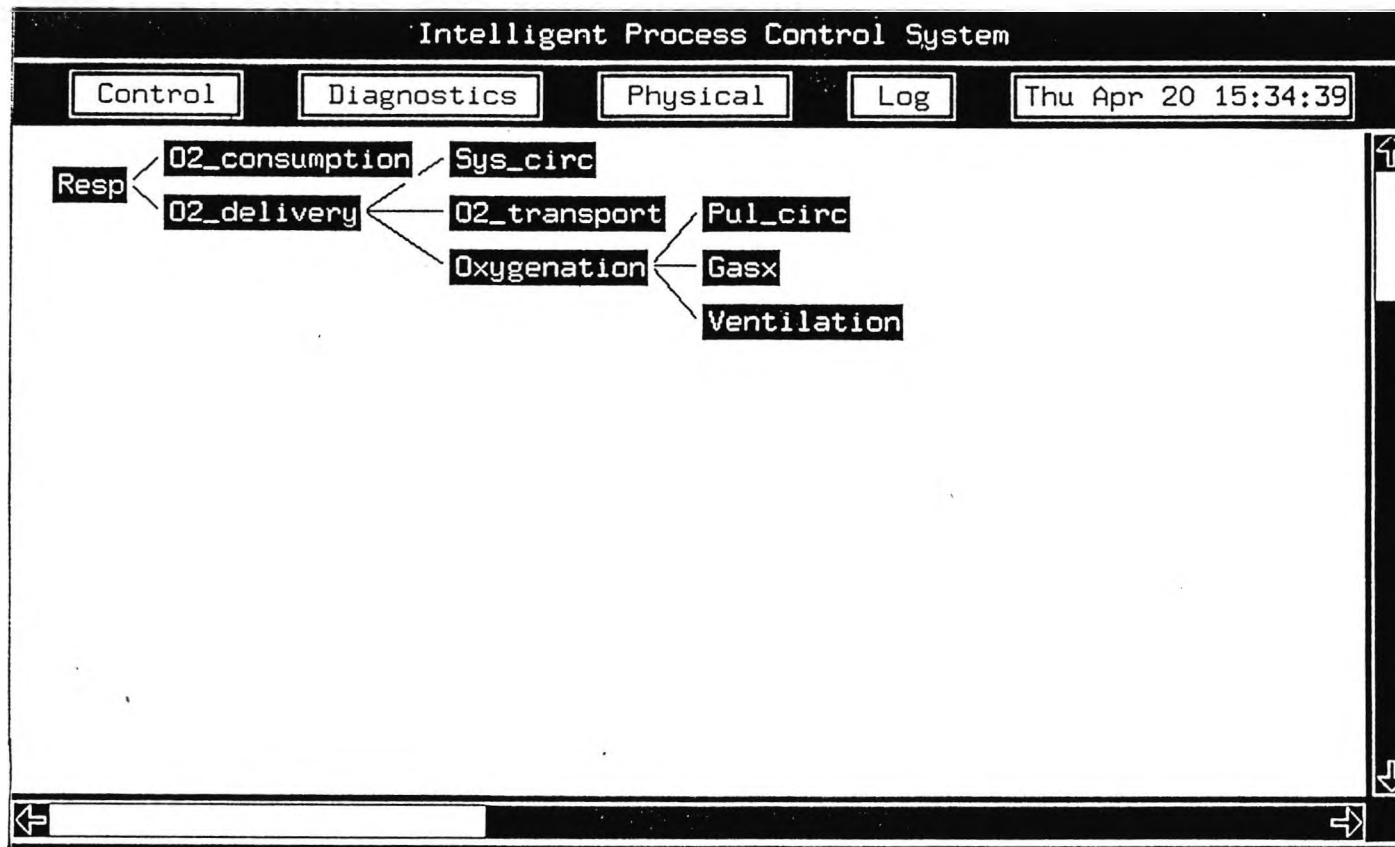 Intelligent Process Control System
Control Diagnostics Physical Log Thu Apr 20 15:34:39
O2_consumption Sys_circ
Resp
O2_delivery O2_transport Pul_circ
Oxygenation Gasx
Ventilation